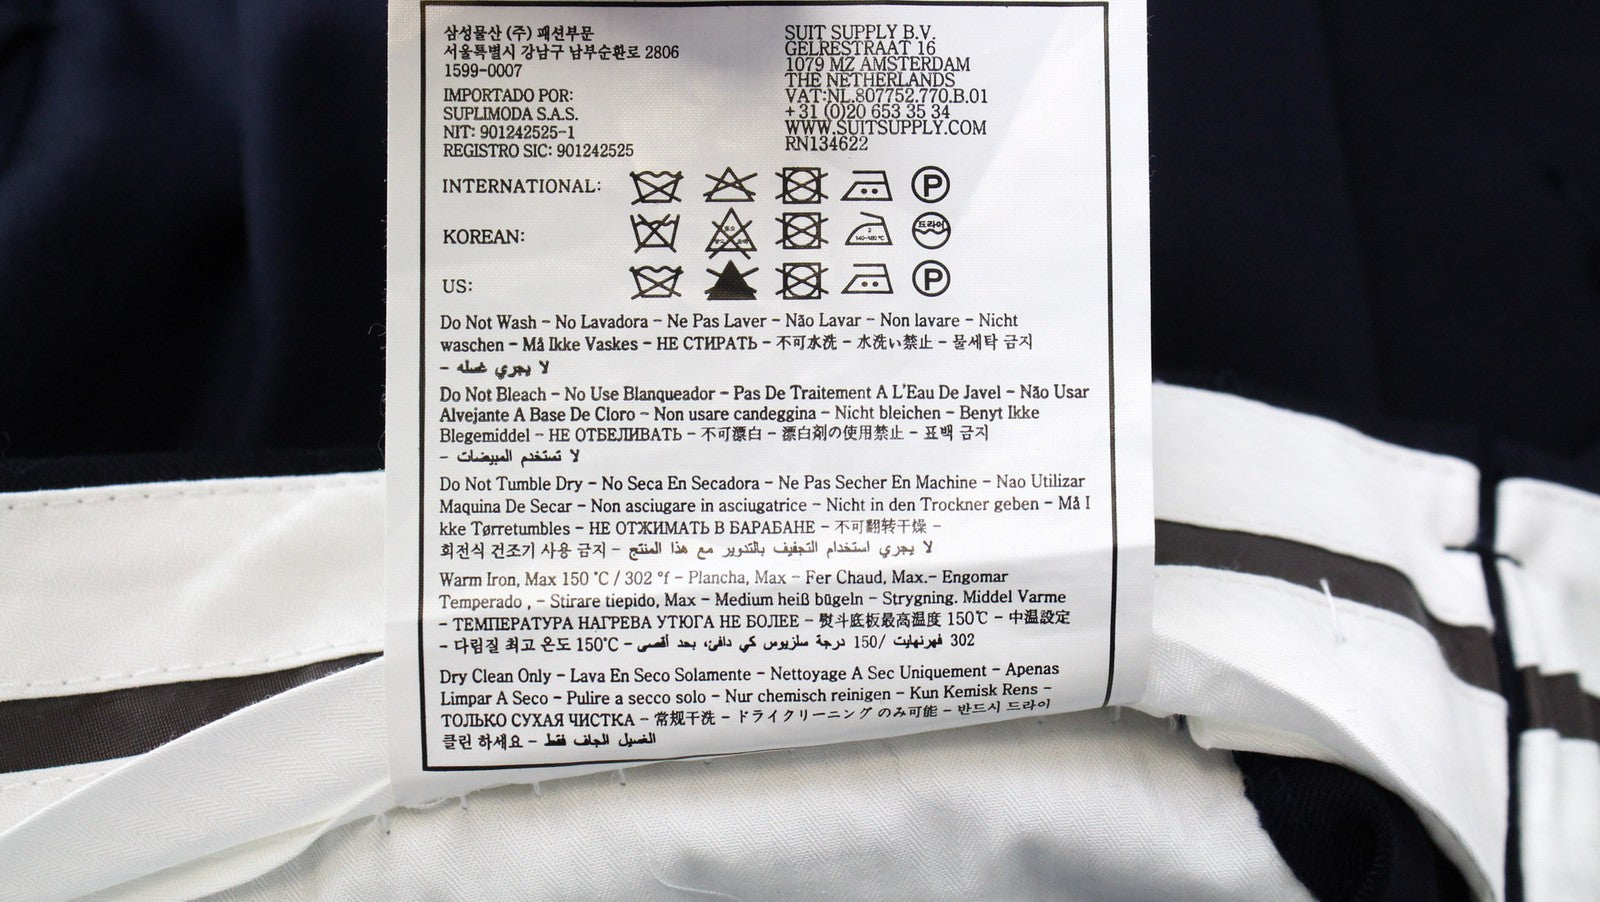 삼성물산 (주) 패션부문
서울특별시 강남구 남부순환로 2806
1599-0007
IMPORTADO POR:
SUPLIMODA S.A.S.
NIT: 901242525-1
REGISTRO SIC: 901242525
SUIT SUPPLY B.V.
GELRESTRAAT 16
1079 MZ AMSTERDAM
THE NETHERLANDS
VAT:NL.807752.770.B.01
+31 (0)20 653 35 34
WWW.SUITSUPPLY.COM
RN134622
INTERNATIONAL:
P
KOREAN:
2
140~160 °C
드라이
US:
P
Do Not Wash - No Lavadora - Ne Pas Laver - Não Lavar - Non lavare - Nicht
waschen - Må Ikke Vaskes - НЕ СТИРАТЬ - 不可水洗 - 水洗い禁止 - 물세탁 금지
- لا يجري غسله
Do Not Bleach - No Use Blanqueador - Pas De Traitement A L'Eau De Javel - Não Usar
Alvejante A Base De Cloro - Non usare candeggina - Nicht bleichen - Benyt Ikke
Blegemiddel - НЕ ОТБЕЛИВАТЬ - 不可漂白 - 漂白剤の使用禁止 - 표백 금지
- لا تستخدم المبيضات
Do Not Tumble Dry - No Seca En Secadora - Ne Pas Secher En Machine - Nao Utilizar
Maquina De Secar - Non asciugare in asciugatrice - Nicht in den Trockner geben - Må I
kke Tørretumbles - НЕ ОТЖИМАТЬ В БАРАБАНЕ - 不可翻转干燥 -
회전식 건조기 사용 금지 - لا يجري استخدام التجفيف بالتدوير مع هذا المنتج
Warm Iron, Max 150 °C / 302 °f - Plancha, Max - Fer Chaud, Max.- Engomar
Temperado , - Stirare tiepido, Max - Medium heiß bügeln - Strygning. Middel Varme
- ТЕМПЕРАТУРА НАГРЕВА УТЮГА НЕ БОЛЕЕ - 熨斗底板最高温度 150℃ - 中温設定
- 다림질 최고 온도 150℃ - 302 فهرنهايت /150 درجة سلزيوس كي دافئ، بحد أقصى
Dry Clean Only - Lava En Seco Solamente - Nettoyage A Sec Uniquement - Apenas
Limpar A Seco - Pulire a secco solo - Nur chemisch reinigen - Kun Kemisk Rens -
ТОЛЬКО СУХАЯ ЧИСТКА - 常规干洗 - ドライクリーニング のみ可能 - 반드시 드라이
클린 하세요 - الغسيل الجاف فقط